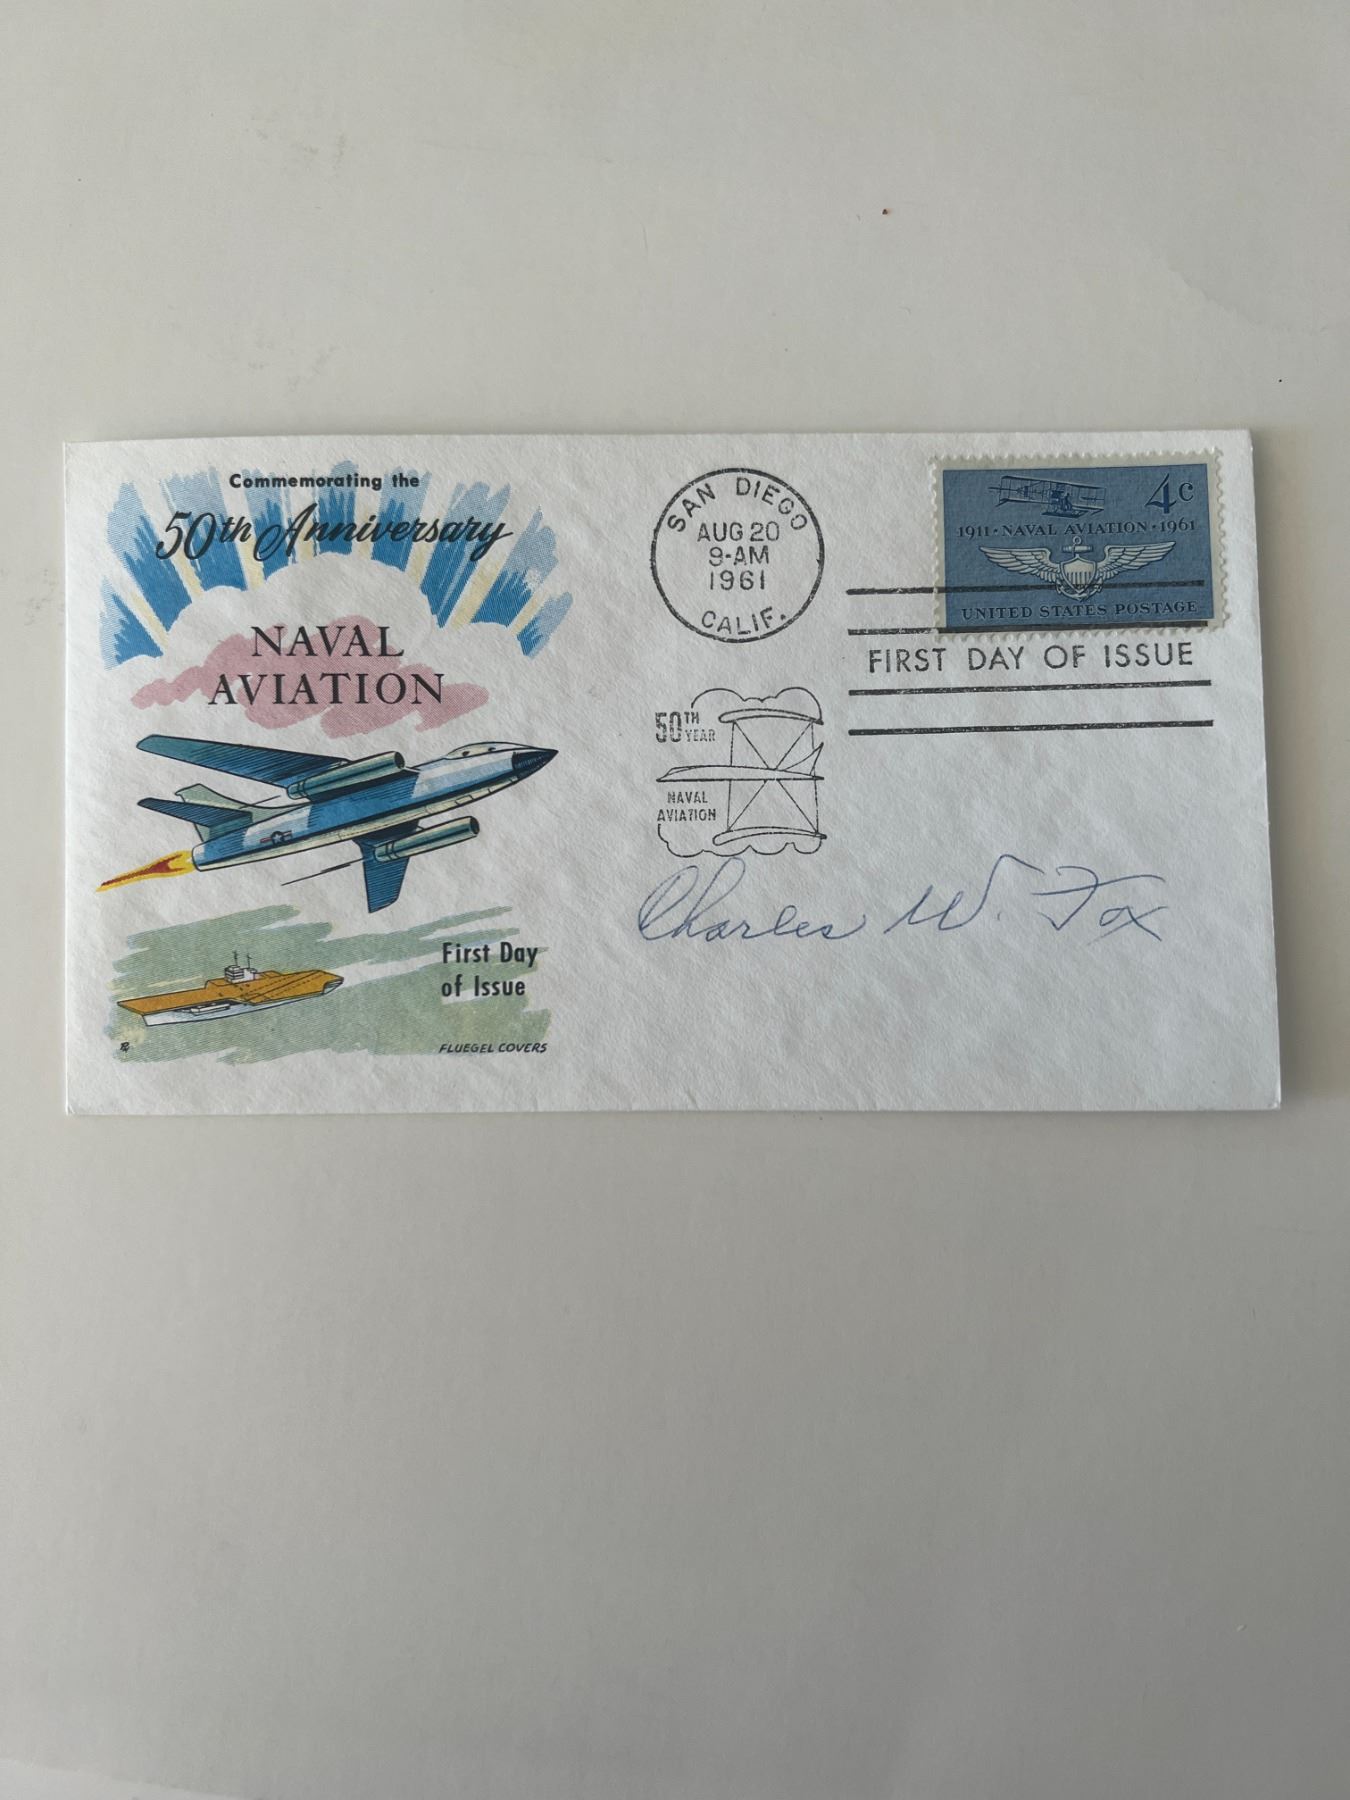 Commemorating the
50th Anniversary
NAVAL
AVIATION
First Day
of Issue
FLUEGEL COVERS
SAN DIEGO
AUG 20
9-AM
1961
CALIF.
50TH
YEAR
NAVAL
AVIATION
4c
1911 · NAVAL AVIATION · 1961
UNITED STATES POSTAGE
FIRST DAY OF ISSUE
Charles W. Fox